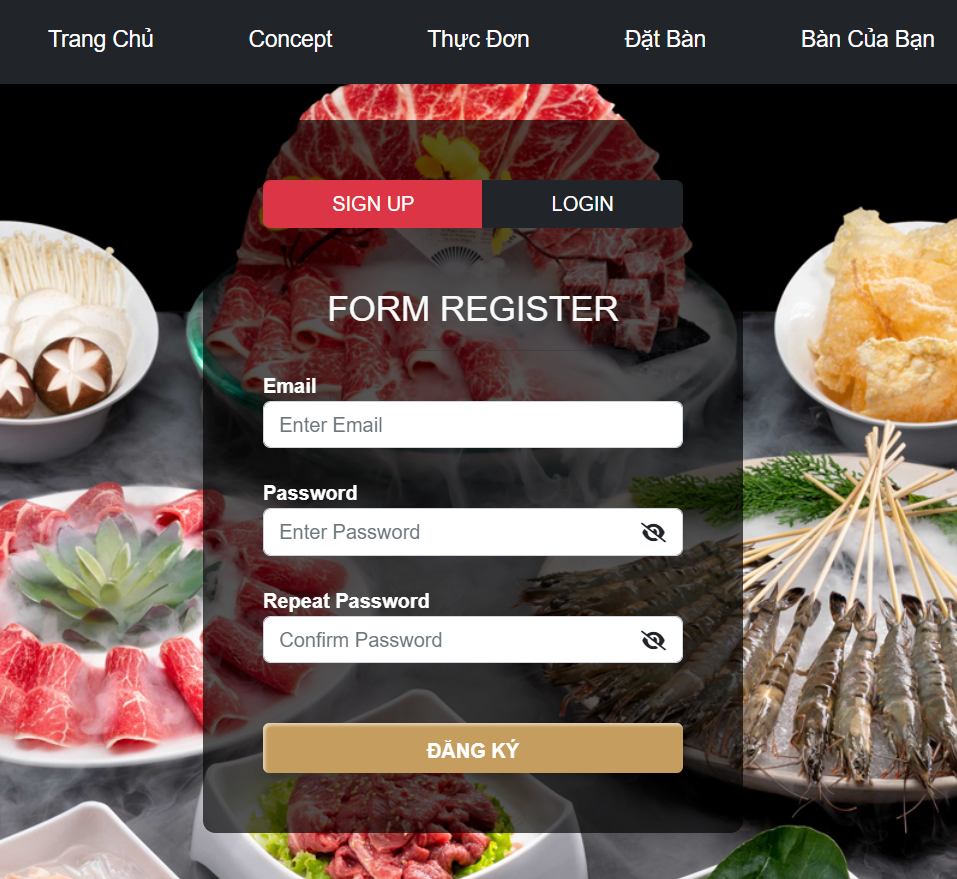 Trang Chủ Concept Thực Đơn Đặt Bàn Bàn Của Bạn
SIGN UP LOGIN
FORM REGISTER
Email
Enter Email
Password
Enter Password
Repeat Password
Confirm Password
ĐĂNG KÝ